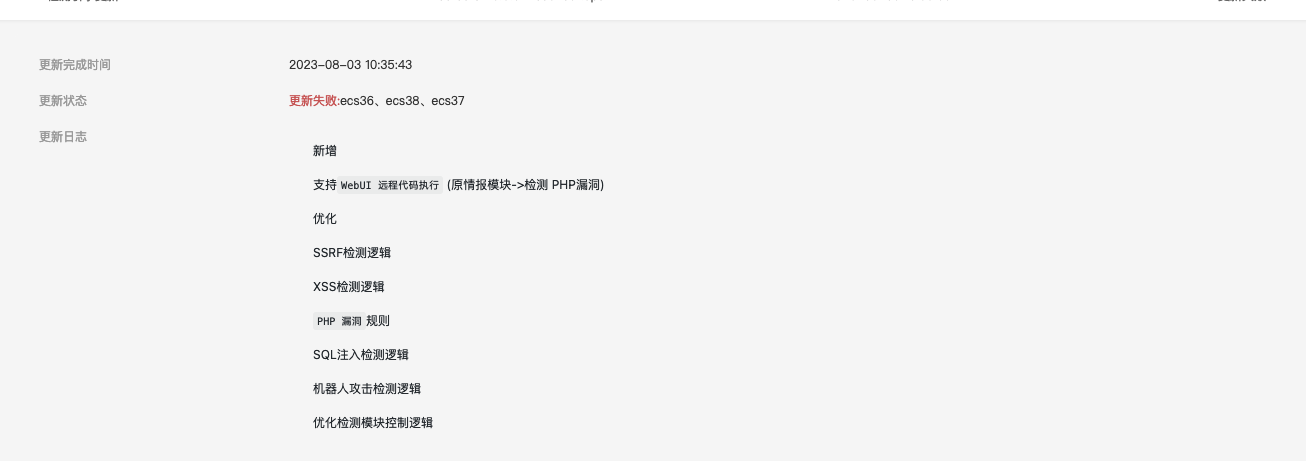 更新完成时间 2023-08-03 10:35:43
更新状态 更新失败:ecs36、ecs38、ecs37
更新日志
新增
支持 WebUI 远程代码执行 (原情报模块->检测 PHP漏洞)
优化
SSRF检测逻辑
XSS检测逻辑
PHP 漏洞 规则
SQL注入检测逻辑
机器人攻击检测逻辑
优化检测模块控制逻辑